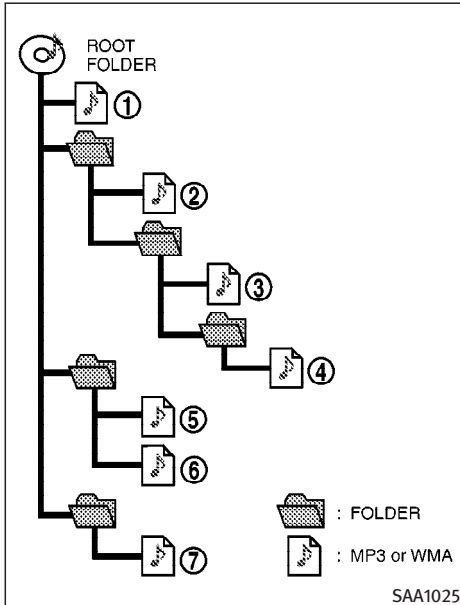 ROOT
FOLDER
①
②
③
④
⑤
⑥
⑦
: FOLDER
: MP3 or WMA
SAA1025